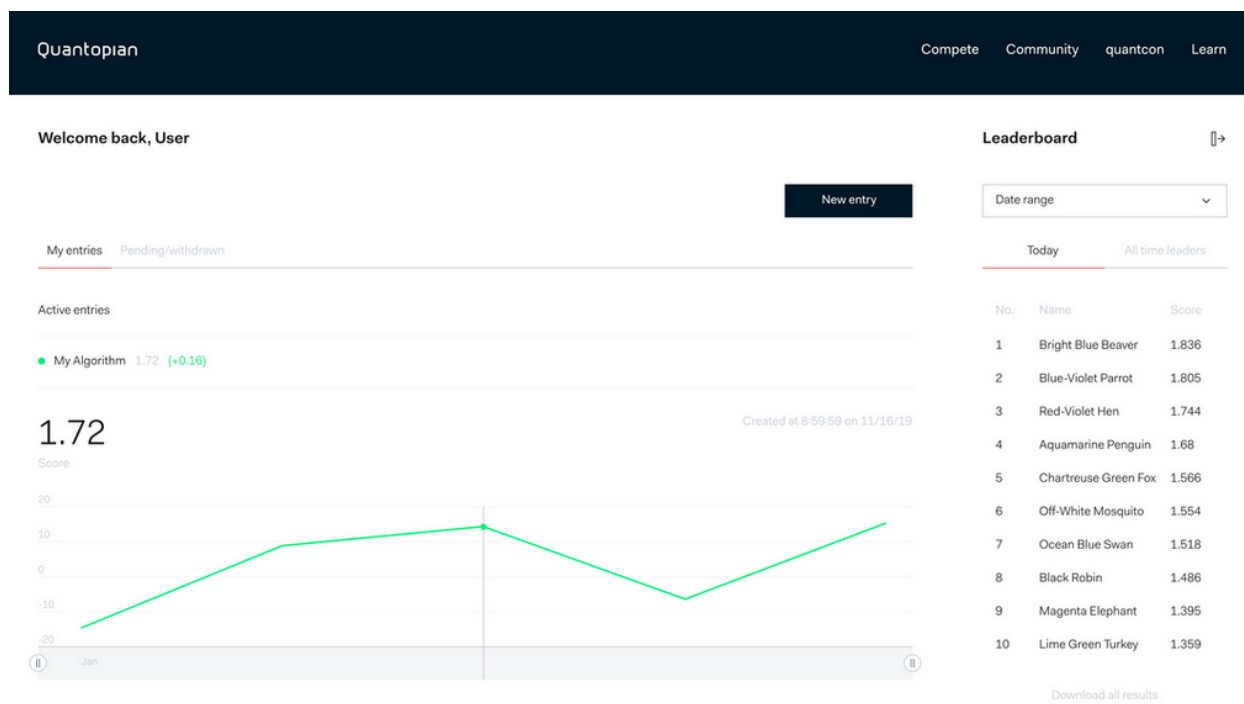 Quantopian
Compete Community quantcon Learn
Welcome back, User
New entry
My entries Pending/withdrawn
Active entries
My Algorithm 1.72 (+0.16)
1.72
Score
Created at 8:59:59 on 11/16/19
20
10
0
-10
-20
Jan
Leaderboard
Date range
Today All time leaders
No. Name Score
1 Bright Blue Beaver 1.836
2 Blue-Violet Parrot 1.805
3 Red-Violet Hen 1.744
4 Aquamarine Penguin 1.68
5 Chartreuse Green Fox 1.566
6 Off-White Mosquito 1.554
7 Ocean Blue Swan 1.518
8 Black Robin 1.486
9 Magenta Elephant 1.395
10 Lime Green Turkey 1.359
Download all results